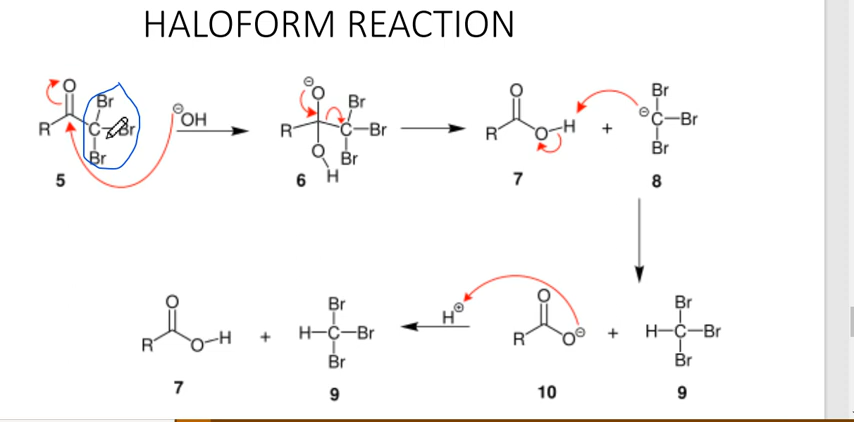 HALOFORM REACTION
O
Br
R
C
Br
Br
5
⊖OH
⊖
O
Br
R
C—Br
O
Br
H
6
O
R
O—H
7
+
Br
⊖C—Br
Br
8
O
R
O—H
7
+
Br
H—C—Br
Br
9
H⊕
O
R
O⊖
10
+
Br
H—C—Br
Br
9